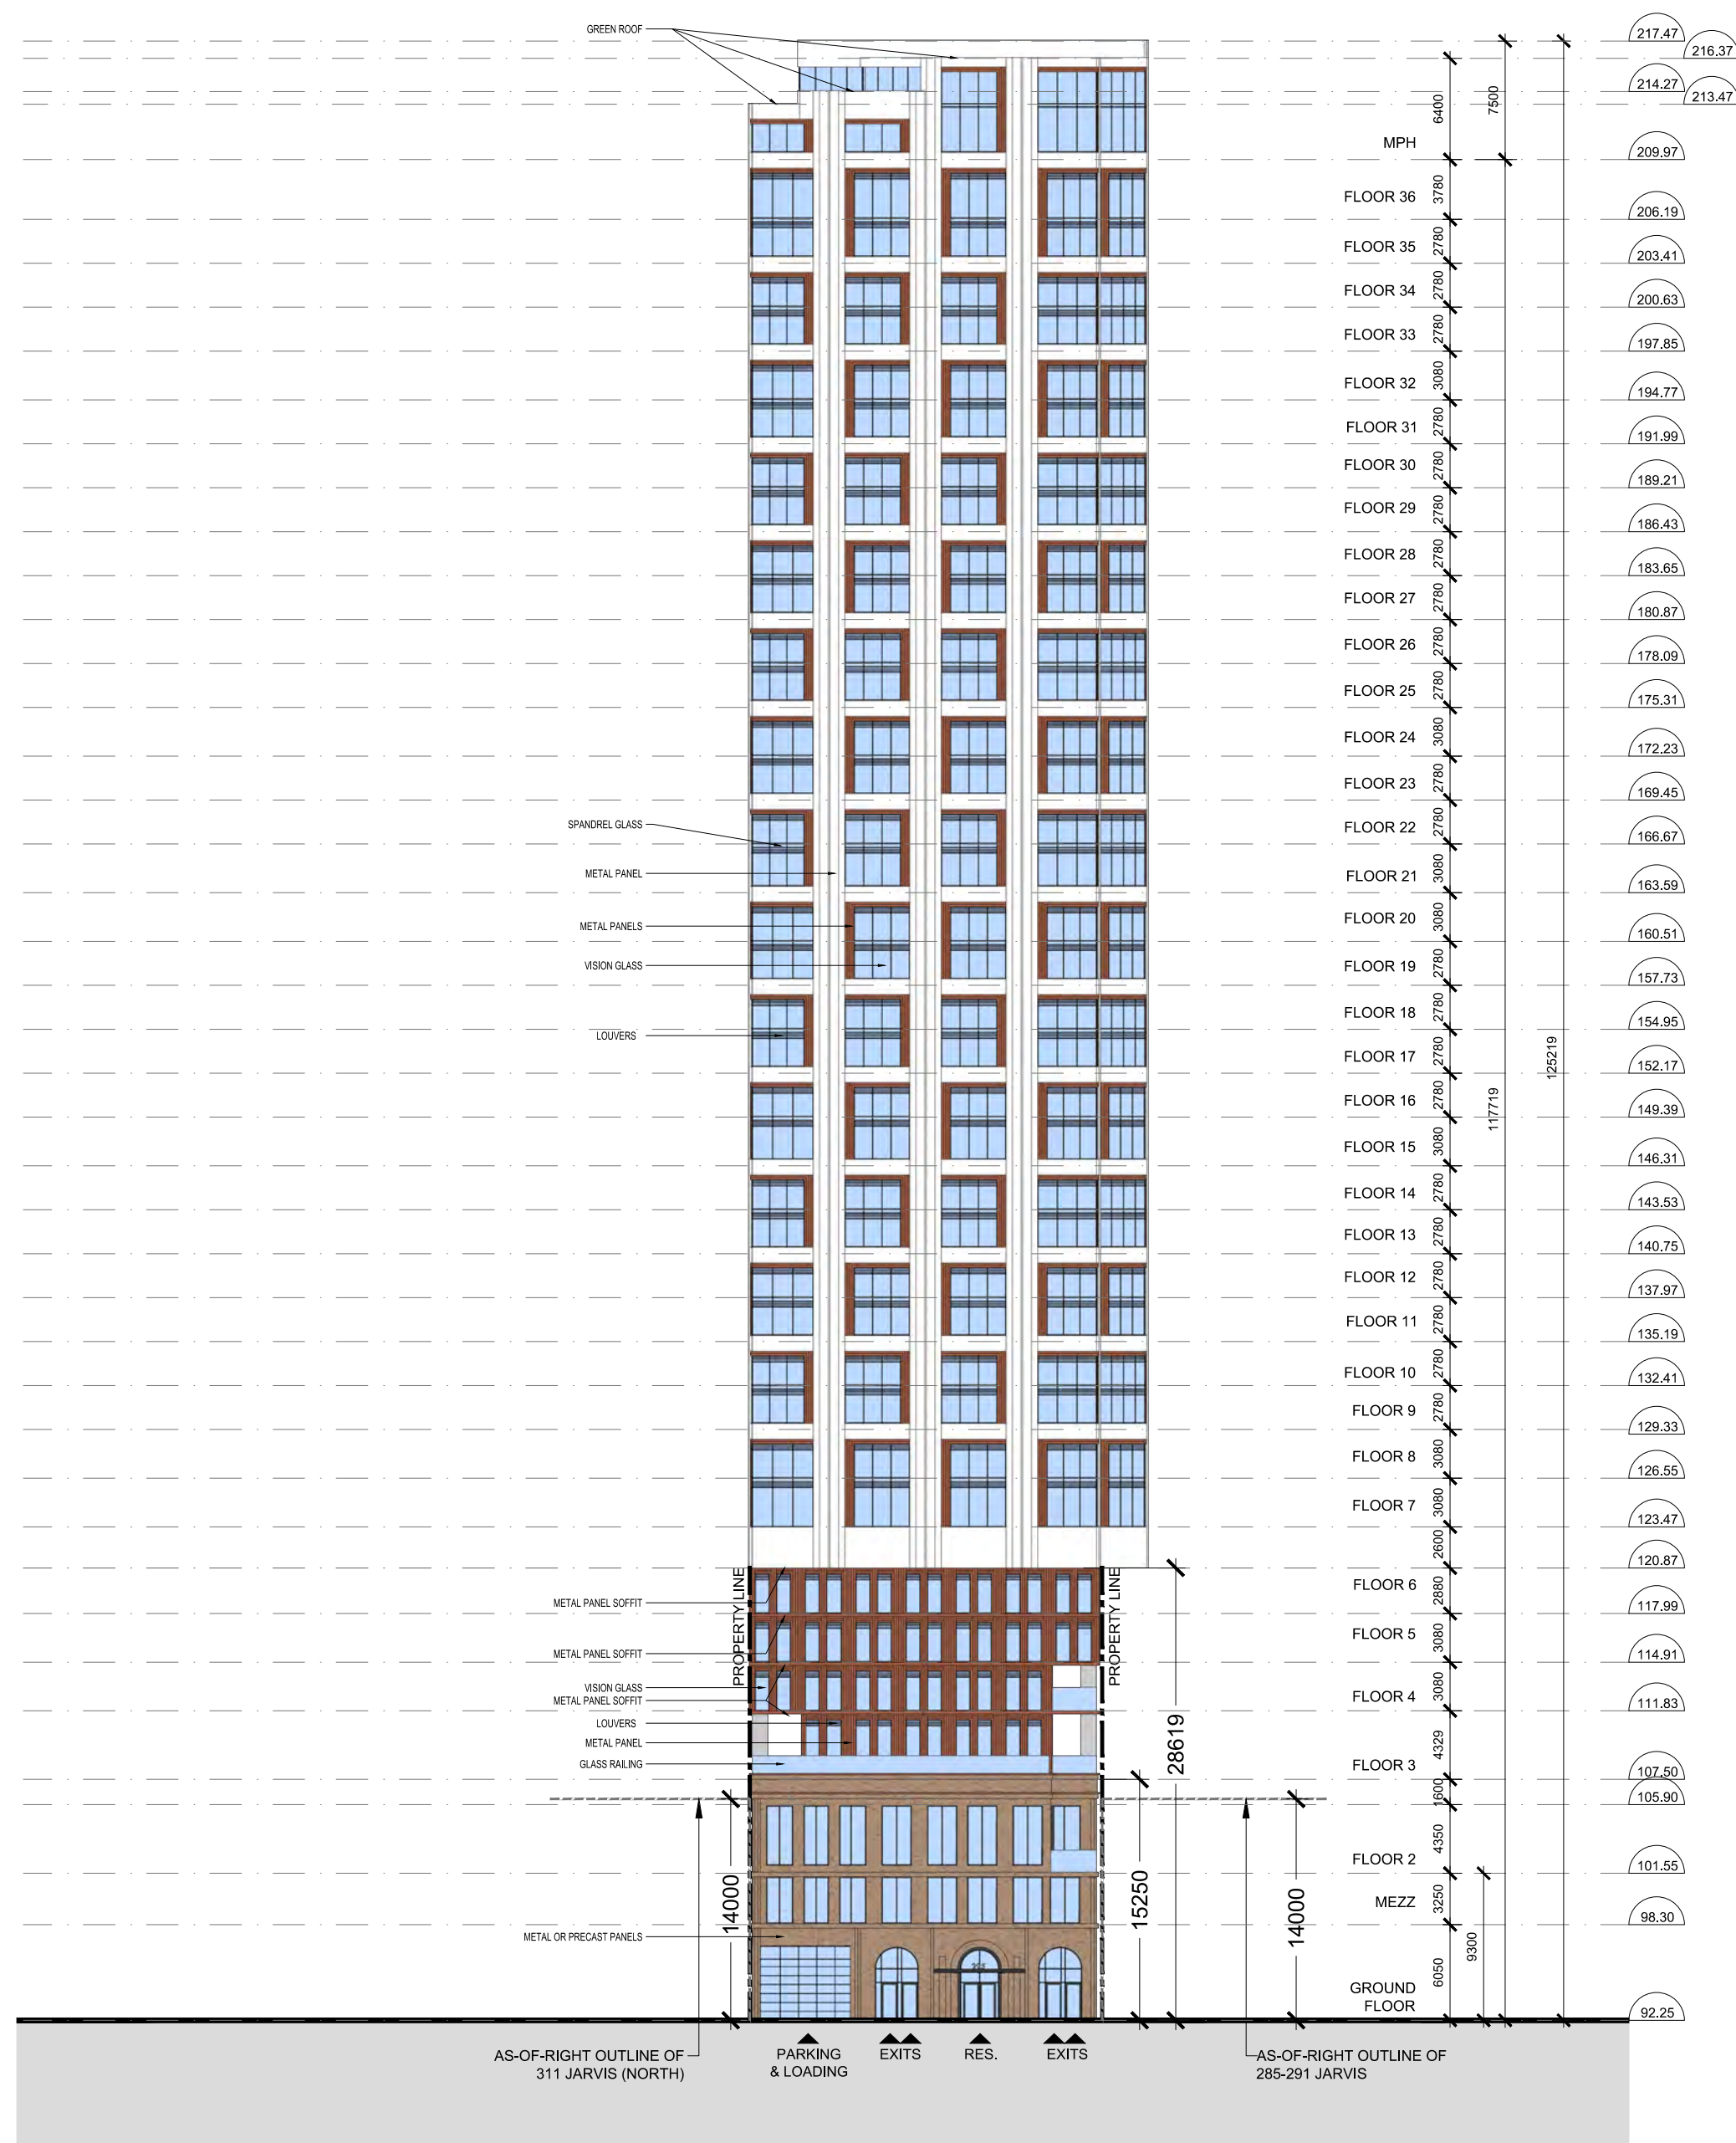 GREEN ROOF
217.47
216.37
214.27
213.47
6400
7500
MPH
209.97
FLOOR 36
3780
206.19
FLOOR 35
2780
203.41
FLOOR 34
2780
200.63
FLOOR 33
2780
197.85
FLOOR 32
3080
194.77
FLOOR 31
2780
191.99
FLOOR 30
2780
189.21
FLOOR 29
2780
186.43
FLOOR 28
2780
183.65
FLOOR 27
2780
180.87
FLOOR 26
2780
178.09
FLOOR 25
2780
175.31
FLOOR 24
3080
172.23
FLOOR 23
2780
169.45
SPANDREL GLASS
FLOOR 22
2780
166.67
METAL PANEL
FLOOR 21
3080
163.59
METAL PANELS
FLOOR 20
3080
160.51
VISION GLASS
FLOOR 19
2780
157.73
FLOOR 18
2780
154.95
LOUVERS
FLOOR 17
2780
152.17
125219
FLOOR 16
2780
149.39
117719
FLOOR 15
3080
146.31
FLOOR 14
2780
143.53
FLOOR 13
2780
140.75
FLOOR 12
2780
137.97
FLOOR 11
2780
135.19
FLOOR 10
2780
132.41
FLOOR 9
2780
129.33
FLOOR 8
3080
126.55
FLOOR 7
3080
123.47
2600
120.87
PROPERTY LINE
PROPERTY LINE
FLOOR 6
2880
117.99
METAL PANEL SOFFIT
FLOOR 5
3080
114.91
METAL PANEL SOFFIT
VISION GLASS
METAL PANEL SOFFIT
FLOOR 4
3080
111.83
LOUVERS
METAL PANEL
GLASS RAILING
28619
FLOOR 3
4329
107.50
1600
105.90
FLOOR 2
4350
101.55
14000
15250
14000
MEZZ
3250
98.30
METAL OR PRECAST PANELS
9300
6050
GROUND
FLOOR
92.25
AS-OF-RIGHT OUTLINE OF
311 JARVIS (NORTH)
PARKING
& LOADING
EXITS
RES.
EXITS
AS-OF-RIGHT OUTLINE OF
285-291 JARVIS